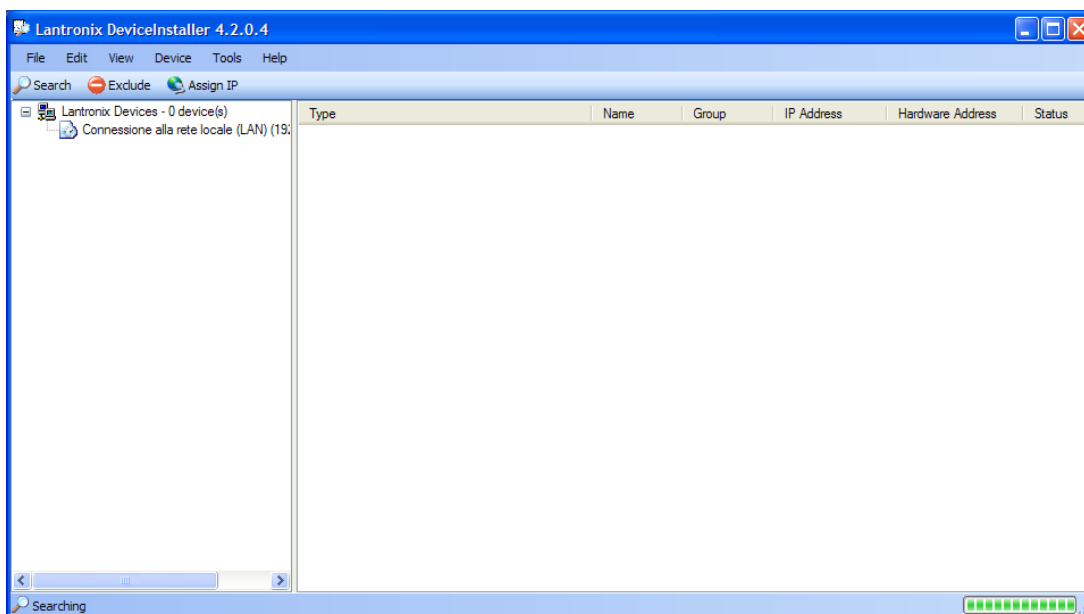 Lantronix DeviceInstaller 4.2.0.4
File Edit View Device Tools Help
Search Exclude Assign IP
Lantronix Devices - 0 device(s)
Connessione alla rete locale (LAN) (192
Type Name Group IP Address Hardware Address Status
Searching